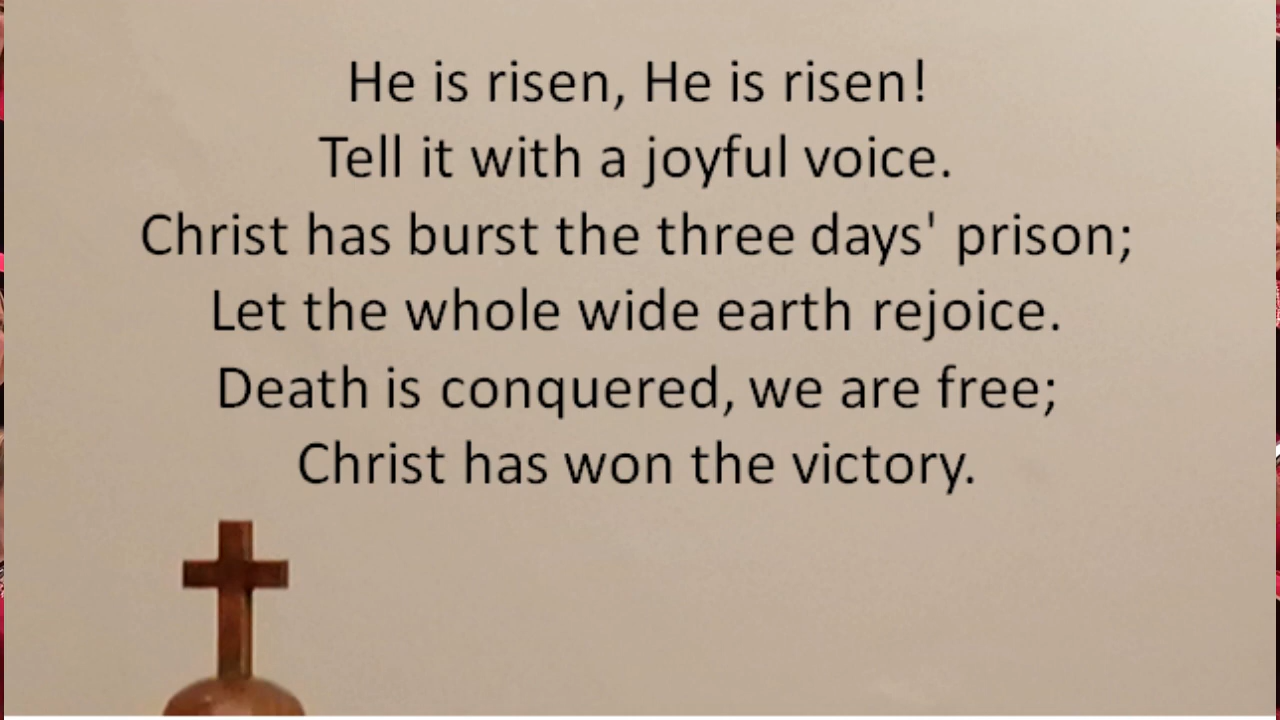 He is risen, He is risen!
Tell it with a joyful voice.
Christ has burst the three days' prison;
Let the whole wide earth rejoice.
Death is conquered, we are free;
Christ has won the victory.